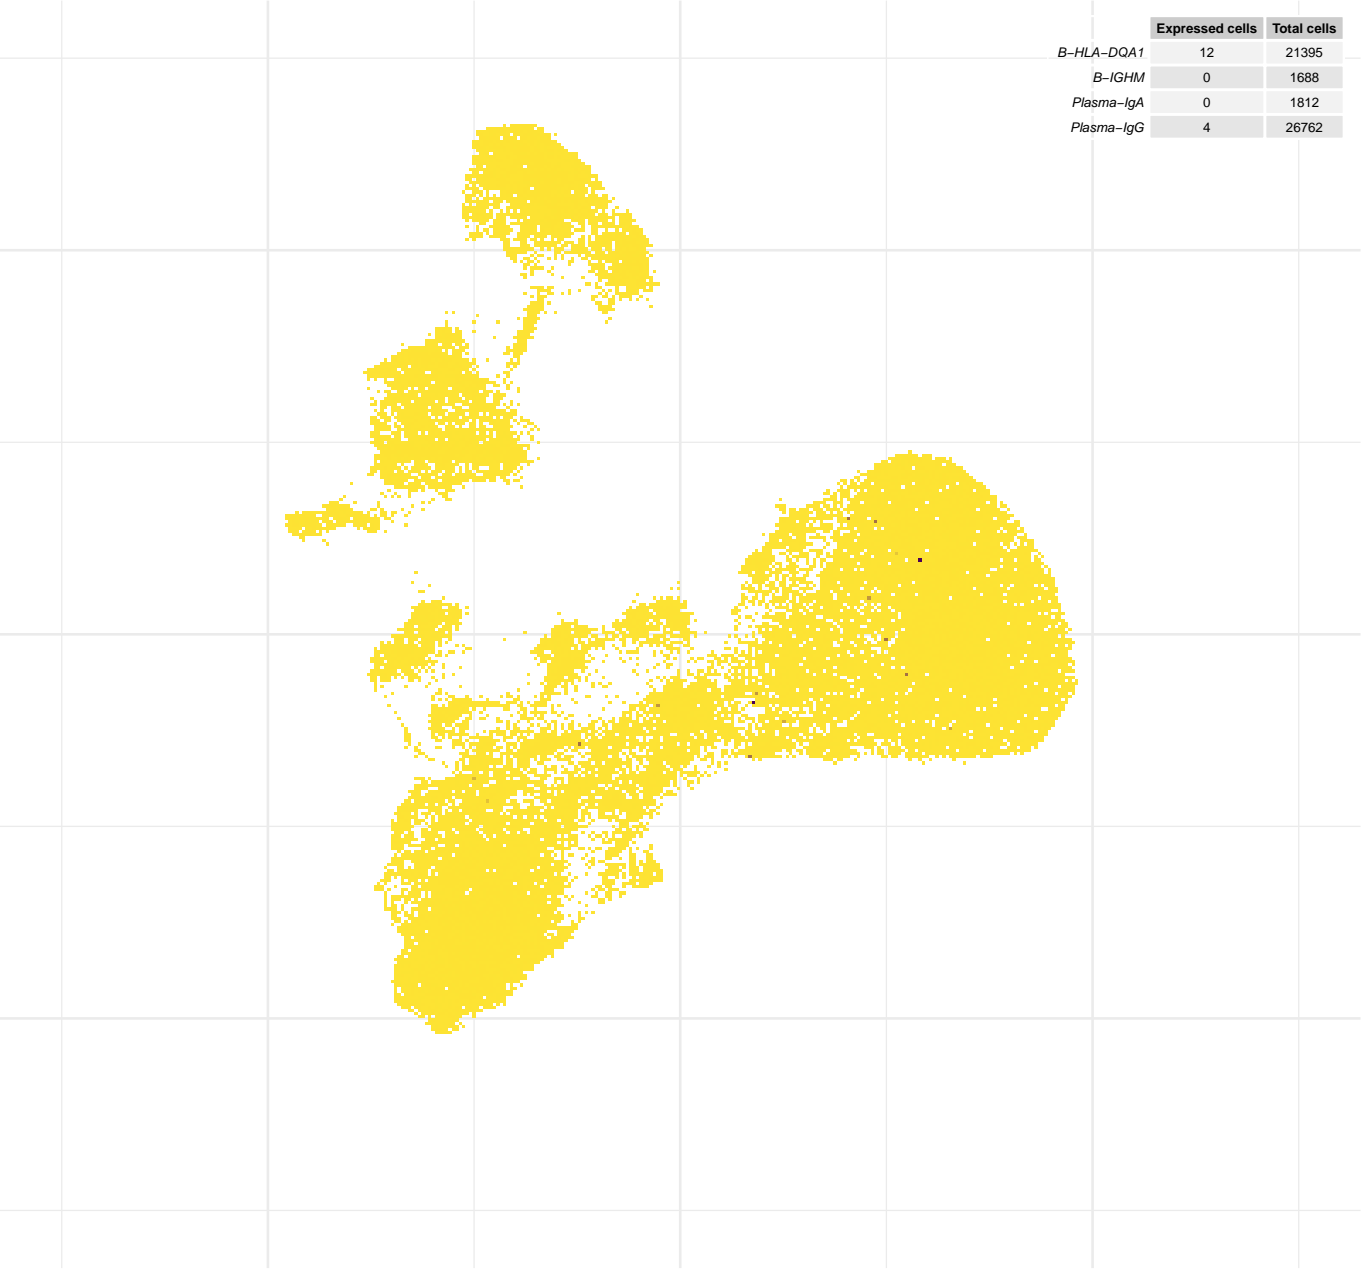 Expressed cells Total cells
B−HLA−DQA1 12 21395
B−IGHM 0 1688
Plasma−IgA 0 1812
Plasma−IgG 4 26762